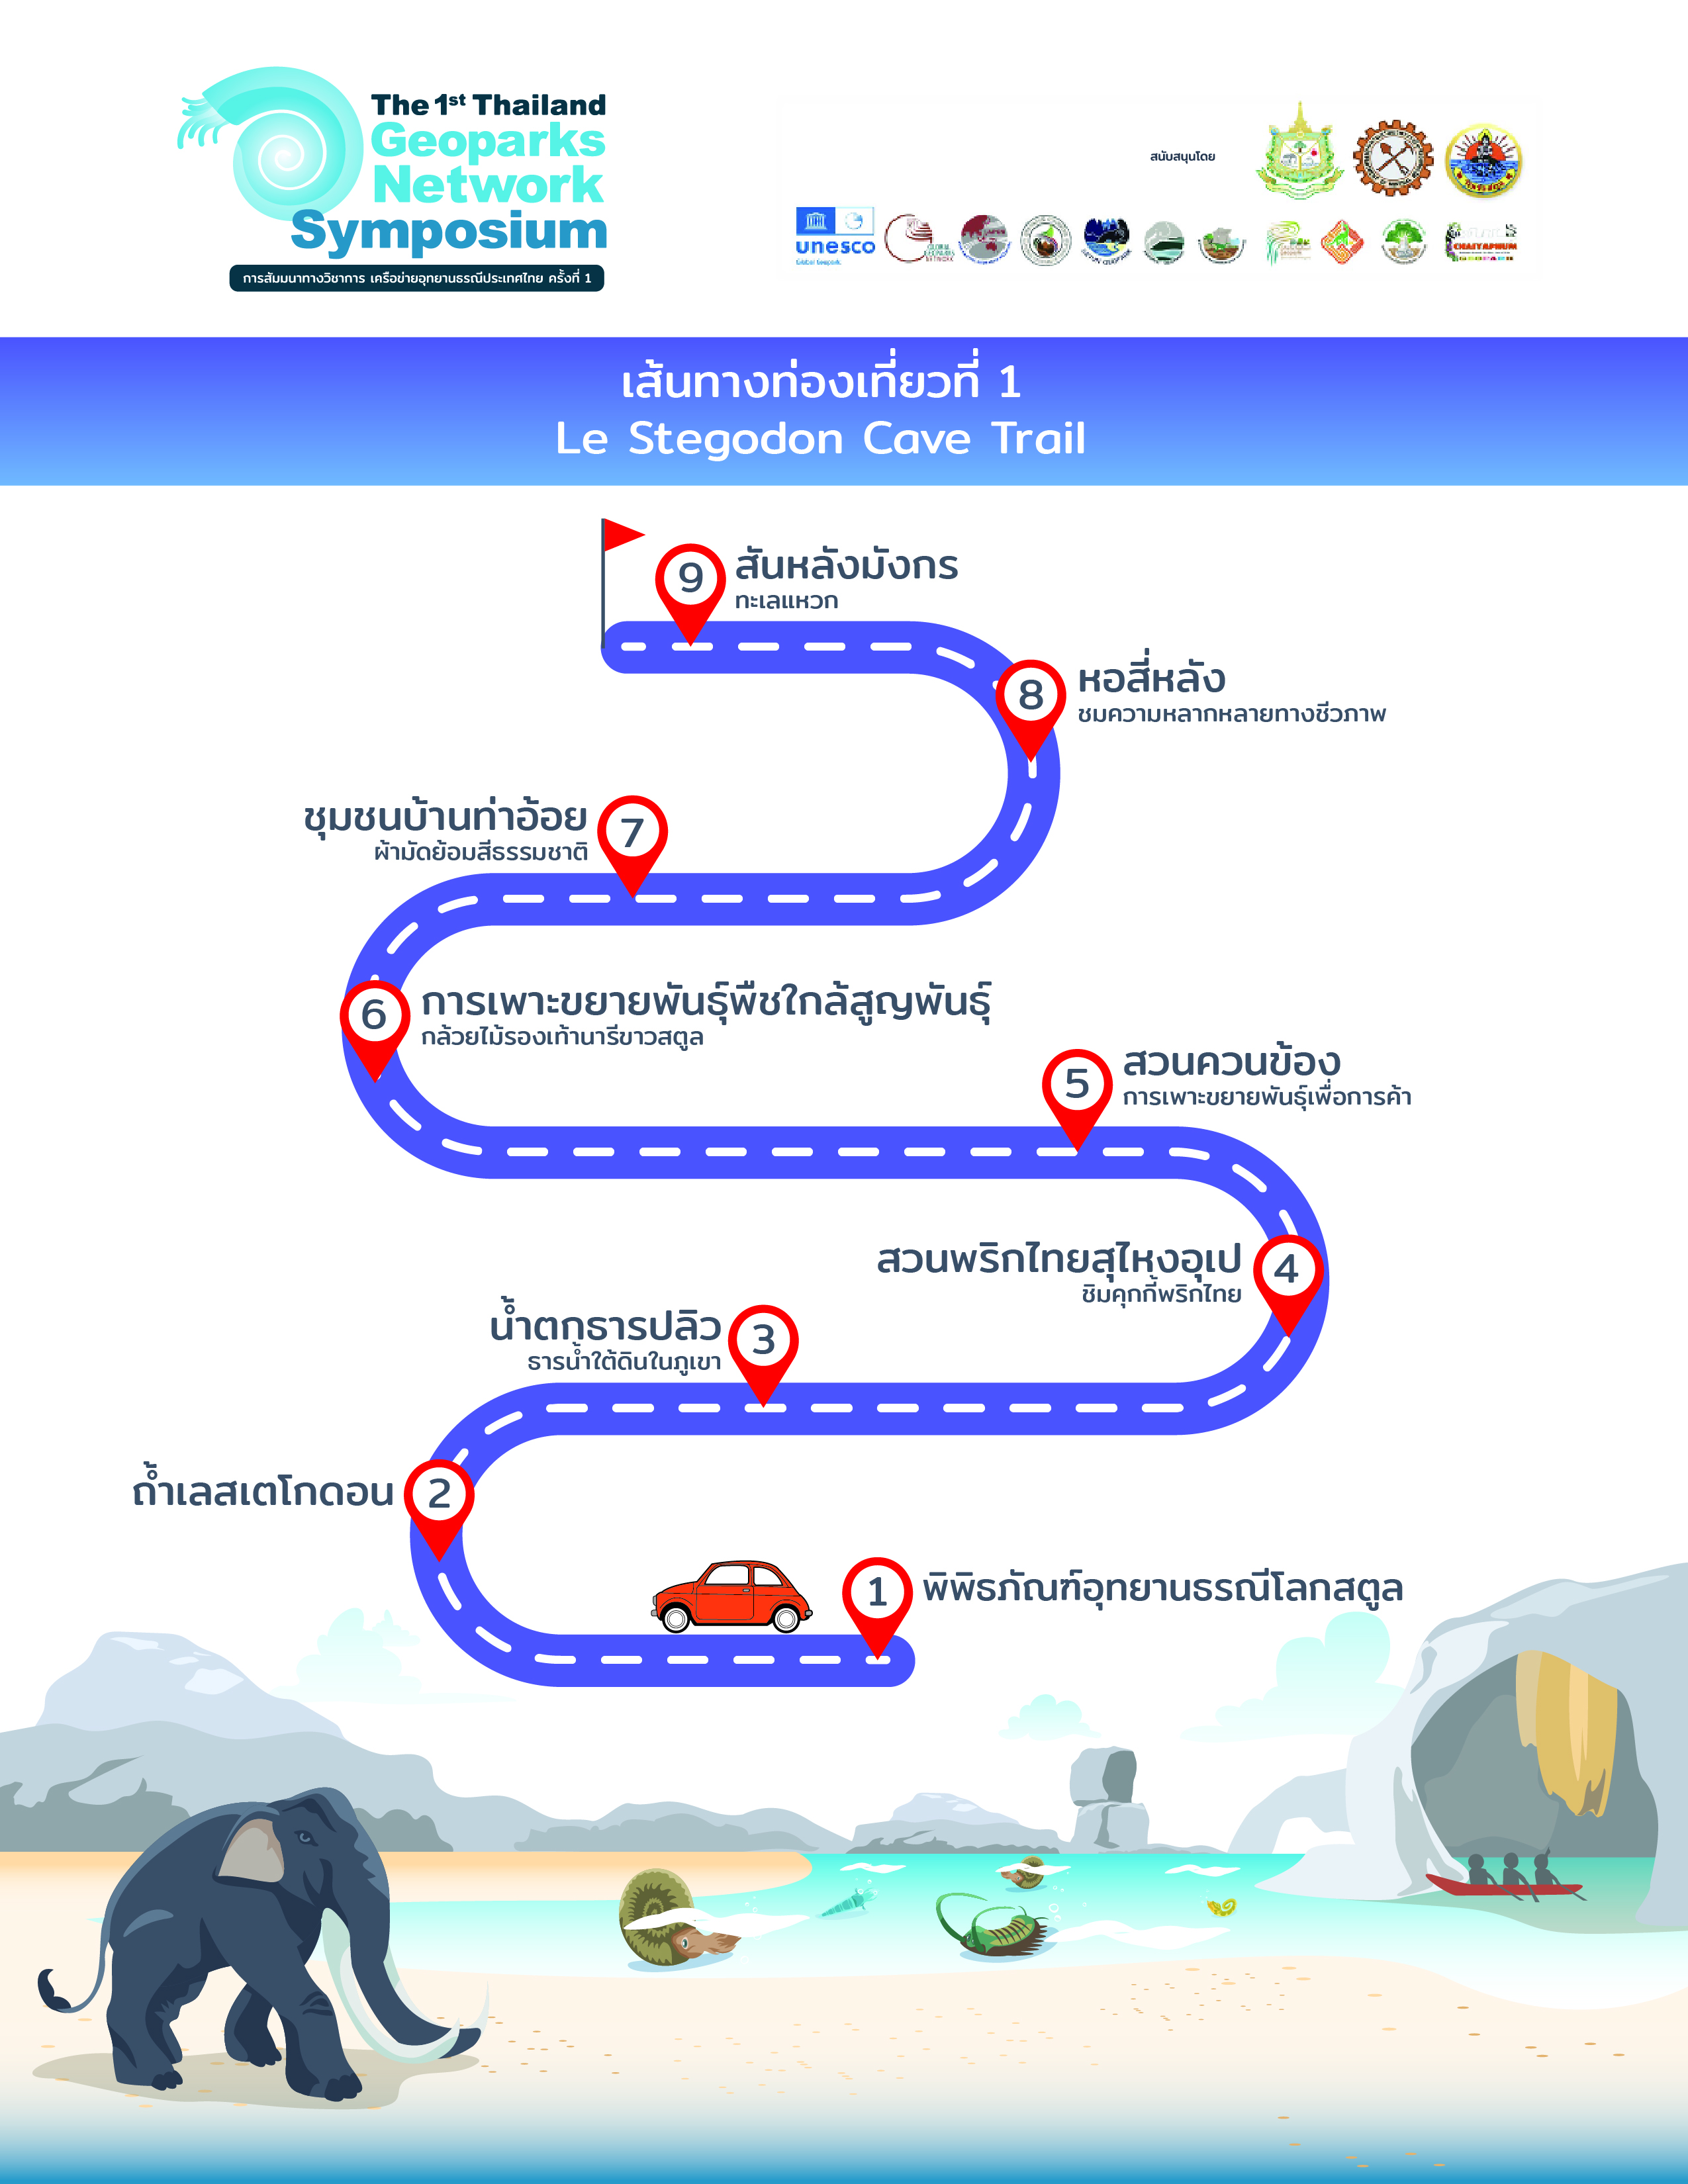 The 1st Thailand
Geoparks
Network
Symposium
การสัมมนาทางวิชาการ เครือข่ายอุทยานธรณีประเทศไทย ครั้งที่ 1
สนับสนุนโดย
unesco
Global Geopark
GLOBAL
GEOPARKS
NETWORK
CHAIYAPHUM
เส้นทางท่องเที่ยวที่ 1
Le Stegodon Cave Trail
9
สันหลังมังกร
ทะเลแหวก
8
หอสี่หลัง
ชมความหลากหลายทางชีวภาพ
ชุมชนบ้านท่าอ้อย
ผ้ามัดย้อมสีธรรมชาติ
7
6
การเพาะขยายพันธุ์พืชใกล้สูญพันธุ์
กล้วยไม้รองเท้านารีขาวสตูล
5
สวนควนข้อง
การเพาะขยายพันธุ์เพื่อการค้า
สวนพริกไทยสุไหงอุเป
ชิมคุกกี้พริกไทย
4
น้ำตกธารปลิว
ธารน้ำใต้ดินในภูเขา
3
ถ้ำเลสเตโกดอน
2
1
พิพิธภัณฑ์อุทยานธรณีโลกสตูล